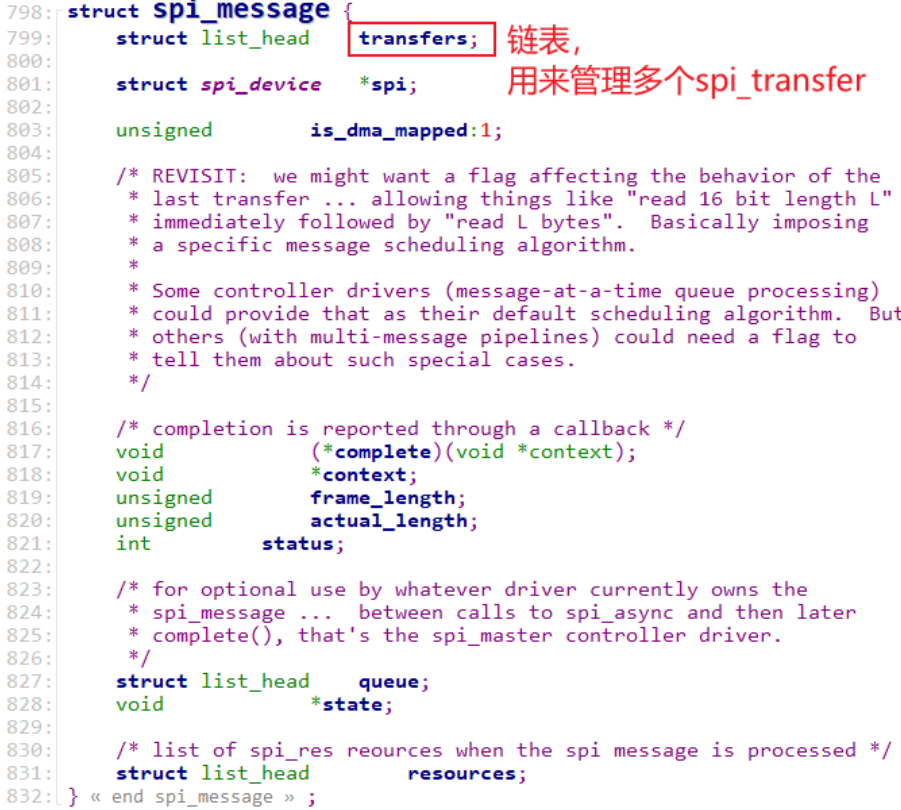 798: struct spi_message {
799: struct list_head transfers; 链表,
800: 用来管理多个spi_transfer
801: struct spi_device *spi;
802:
803: unsigned is_dma_mapped:1;
804:
805: /* REVISIT: we might want a flag affecting the behavior of the
806: * last transfer ... allowing things like "read 16 bit length L"
807: * immediately followed by "read L bytes". Basically imposing
808: * a specific message scheduling algorithm.
809: *
810: * Some controller drivers (message-at-a-time queue processing)
811: * could provide that as their default scheduling algorithm. But
812: * others (with multi-message pipelines) could need a flag to
813: * tell them about such special cases.
814: */
815:
816: /* completion is reported through a callback */
817: void (*complete)(void *context);
818: void *context;
819: unsigned frame_length;
820: unsigned actual_length;
821: int status;
822:
823: /* for optional use by whatever driver currently owns the
824: * spi_message ... between calls to spi_async and then later
825: * complete(), that's the spi_master controller driver.
826: */
827: struct list_head queue;
828: void *state;
829:
830: /* list of spi_res reources when the spi message is processed */
831: struct list_head resources;
832: } « end spi_message » ;